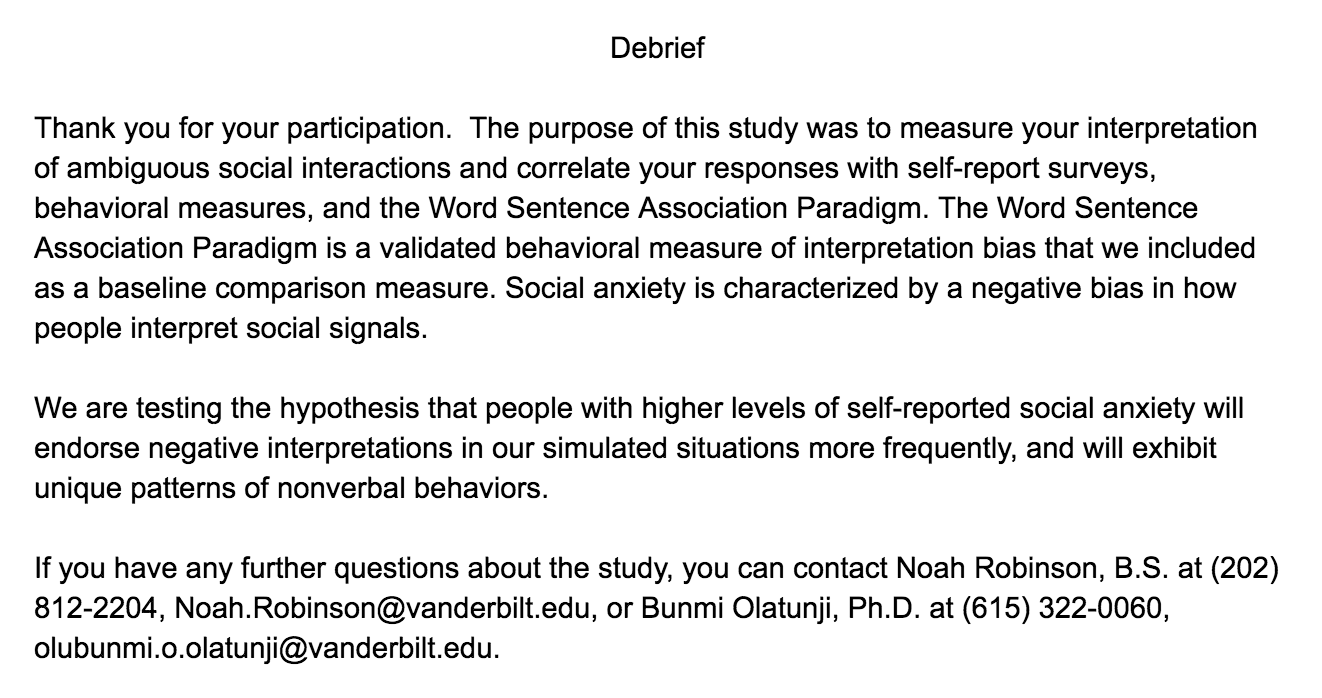 Debrief
Thank you for your participation.  The purpose of this study was to measure your interpretation
of ambiguous social interactions and correlate your responses with self-report surveys,
behavioral measures, and the Word Sentence Association Paradigm. The Word Sentence
Association Paradigm is a validated behavioral measure of interpretation bias that we included
as a baseline comparison measure. Social anxiety is characterized by a negative bias in how
people interpret social signals.
We are testing the hypothesis that people with higher levels of self-reported social anxiety will
endorse negative interpretations in our simulated situations more frequently, and will exhibit
unique patterns of nonverbal behaviors.
If you have any further questions about the study, you can contact Noah Robinson, B.S. at (202)
812-2204, Noah.Robinson@vanderbilt.edu, or Bunmi Olatunji, Ph.D. at (615) 322-0060,
olubunmi.o.olatunji@vanderbilt.edu.